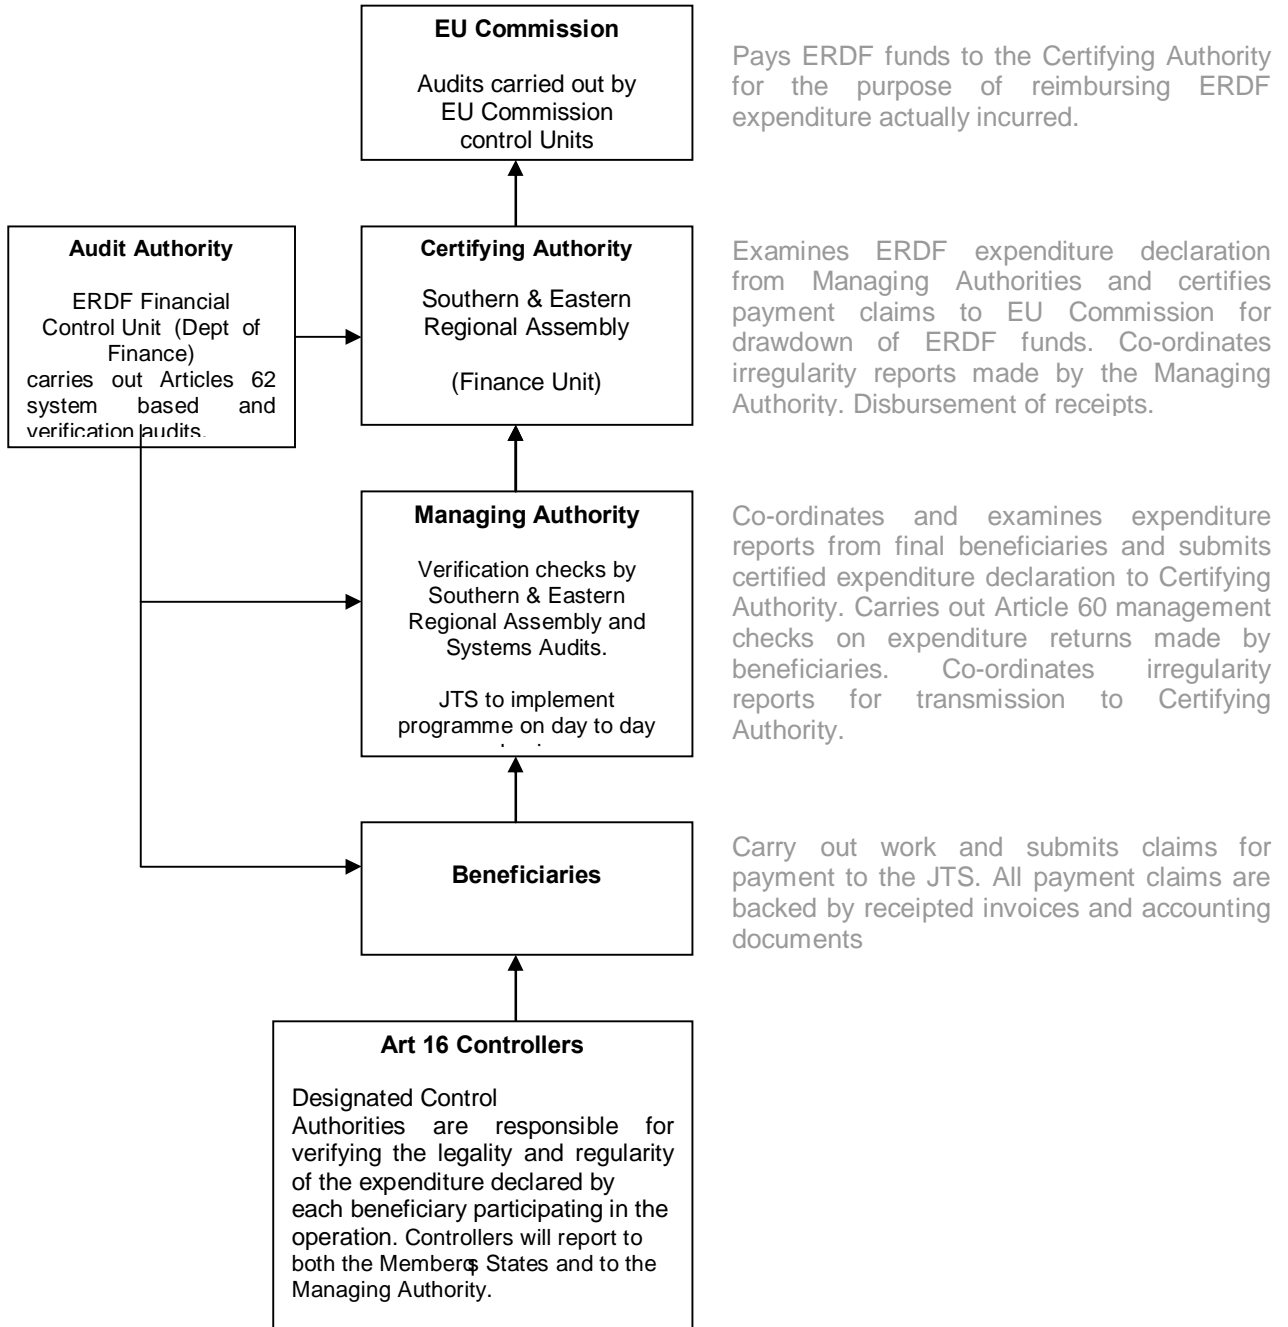 EU Commission
Audits carried out by
EU Commission
control Units
Pays ERDF funds to the Certifying Authority
for the purpose of reimbursing ERDF
expenditure actually incurred.
Audit Authority
ERDF Financial
Control Unit (Dept of
Finance)
carries out Articles 62
system based and
verification audits.
Certifying Authority
Southern & Eastern
Regional Assembly
(Finance Unit)
Examines ERDF expenditure declaration
from Managing Authorities and certifies
payment claims to EU Commission for
drawdown of ERDF funds. Co-ordinates
irregularity reports made by the Managing
Authority. Disbursement of receipts.
Managing Authority
Verification checks by
Southern & Eastern
Regional Assembly and
Systems Audits.
JTS to implement
programme on day to day
Co-ordinates and examines expenditure
reports from final beneficiaries and submits
certified expenditure declaration to Certifying
Authority. Carries out Article 60 management
checks on expenditure returns made by
beneficiaries. Co-ordinates irregularity
reports for transmission to Certifying
Authority.
Beneficiaries
Carry out work and submits claims for
payment to the JTS. All payment claims are
backed by receipted invoices and accounting
documents
Art 16 Controllers
Designated Control
Authorities are responsible for
verifying the legality and regularity
of the expenditure declared by
each beneficiary participating in the
operation. Controllers will report to
both the States and to the
Managing Authority.